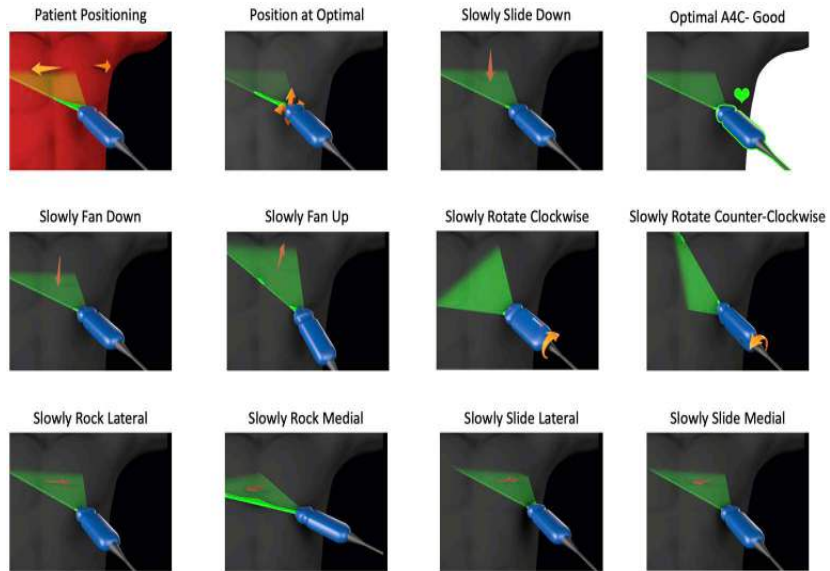 Patient Positioning
Position at Optimal
Slowly Slide Down
Optimal A4C- Good
Slowly Fan Down
Slowly Fan Up
Slowly Rotate Clockwise
Slowly Rotate Counter-Clockwise
Slowly Rock Lateral
Slowly Rock Medial
Slowly Slide Lateral
Slowly Slide Medial